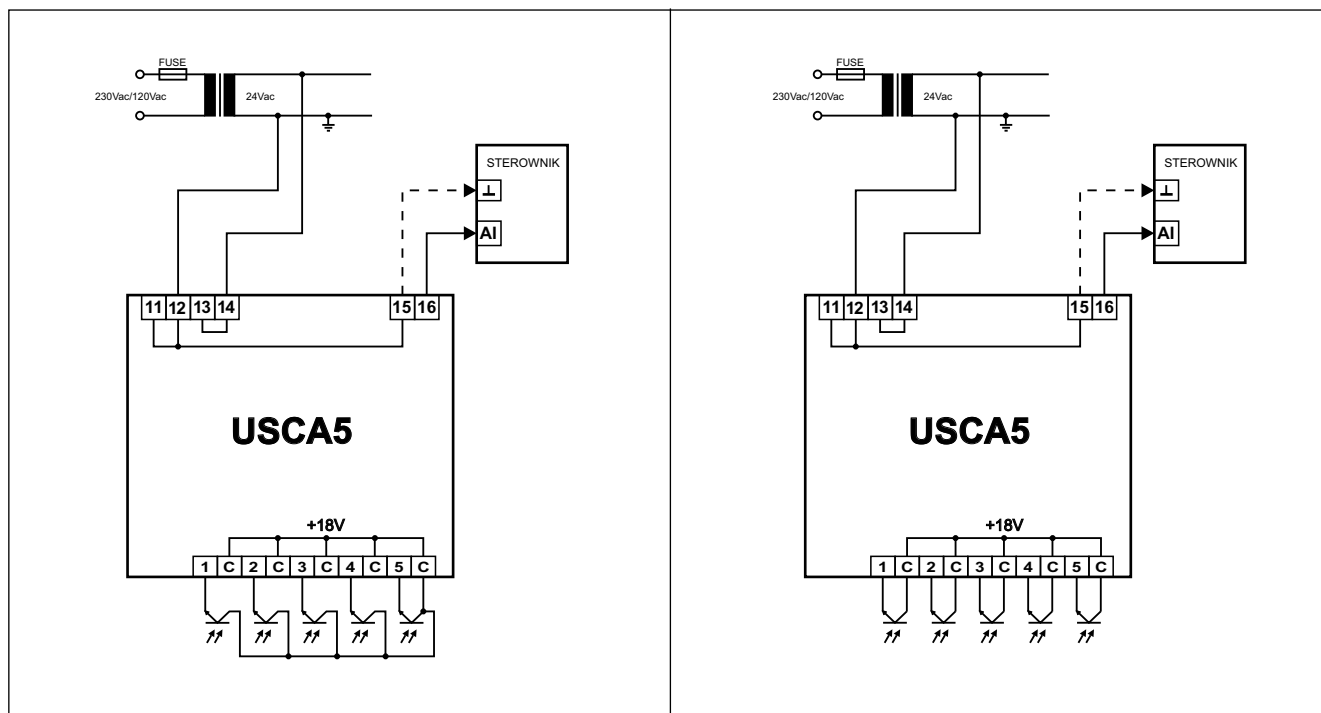 FUSE
230Vac/120Vac 24Vac
STEROWNIK
⊥
AI
11 12 13 14 15 16
USCA5
+18V
1 C 2 C 3 C 4 C 5 C
FUSE
230Vac/120Vac 24Vac
STEROWNIK
⊥
AI
11 12 13 14 15 16
USCA5
+18V
1 C 2 C 3 C 4 C 5 C